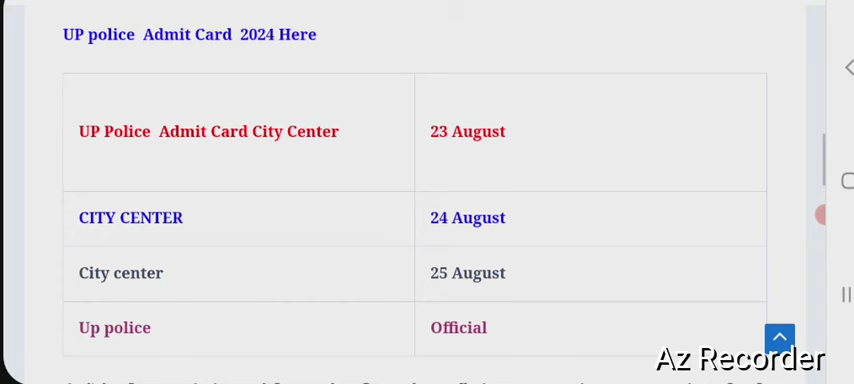 UP police Admit Card 2024 Here
UP Police Admit Card City Center 23 August
CITY CENTER 24 August
City center 25 August
Up police Official
Az Recorder